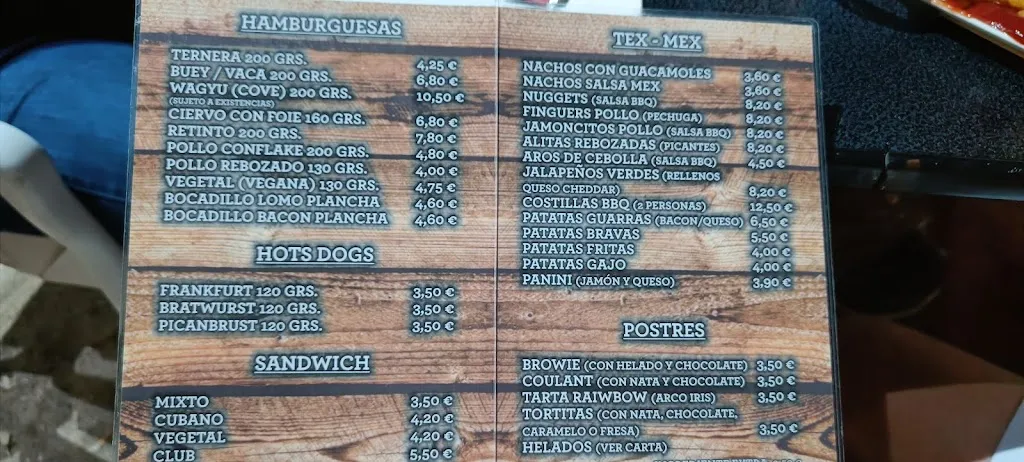 HAMBURGUESAS
TERNERA 200 GRS. 4,25 €
BUEY / VACA 200 GRS. 6,80 €
WAGYU (COVE) 200 GRS. 10,50 €
(SUJETO A EXISTENCIAS)
CIERVO CON FOIE 160 GRS. 6,80 €
RETINTO 200 GRS. 7,80 €
POLLO CONFLAKE 200 GRS. 4,80 €
POLLO REBOZADO 130 GRS. 4,00 €
VEGETAL (VEGANA) 130 GRS. 4,75 €
BOCADILLO LOMO PLANCHA 4,60 €
BOCADILLO BACON PLANCHA 4,60 €
HOTS DOGS
FRANKFURT 120 GRS. 3,50 €
BRATWURST 120 GRS. 3,50 €
PICANBRUST 120 GRS. 3,50 €
SANDWICH
MIXTO 3,50 €
CUBANO 4,20 €
VEGETAL 4,20 €
CLUB 5,50 €
TEX - MEX
NACHOS CON GUACAMOLES 3,60 €
NACHOS SALSA MEX 3,60 €
NUGGETS (SALSA BBQ) 8,20 €
FINGUERS POLLO (PECHUGA) 8,20 €
JAMONCITOS POLLO (SALSA BBQ) 8,20 €
ALITAS REBOZADAS (PICANTES) 8,20 €
AROS DE CEBOLLA (SALSA BBQ) 4,50 €
JALAPEÑOS VERDES (RELLENOS
QUESO CHEDDAR) 8,20 €
COSTILLAS BBQ (2 PERSONAS) 12,50 €
PATATAS GUARRAS (BACON/QUESO) 6,50 €
PATATAS BRAVAS 5,50 €
PATATAS FRITAS 4,00 €
PATATAS GAJO 4,00 €
PANINI (JAMÓN Y QUESO) 3,90 €
POSTRES
BROWIE (CON HELADO Y CHOCOLATE) 3,50 €
COULANT (CON NATA Y CHOCOLATE) 3,50 €
TARTA RAIWBOW (ARCO IRIS) 3,50 €
TORTITAS (CON NATA, CHOCOLATE,
CARAMELO O FRESA) 3,50 €
HELADOS (VER CARTA)